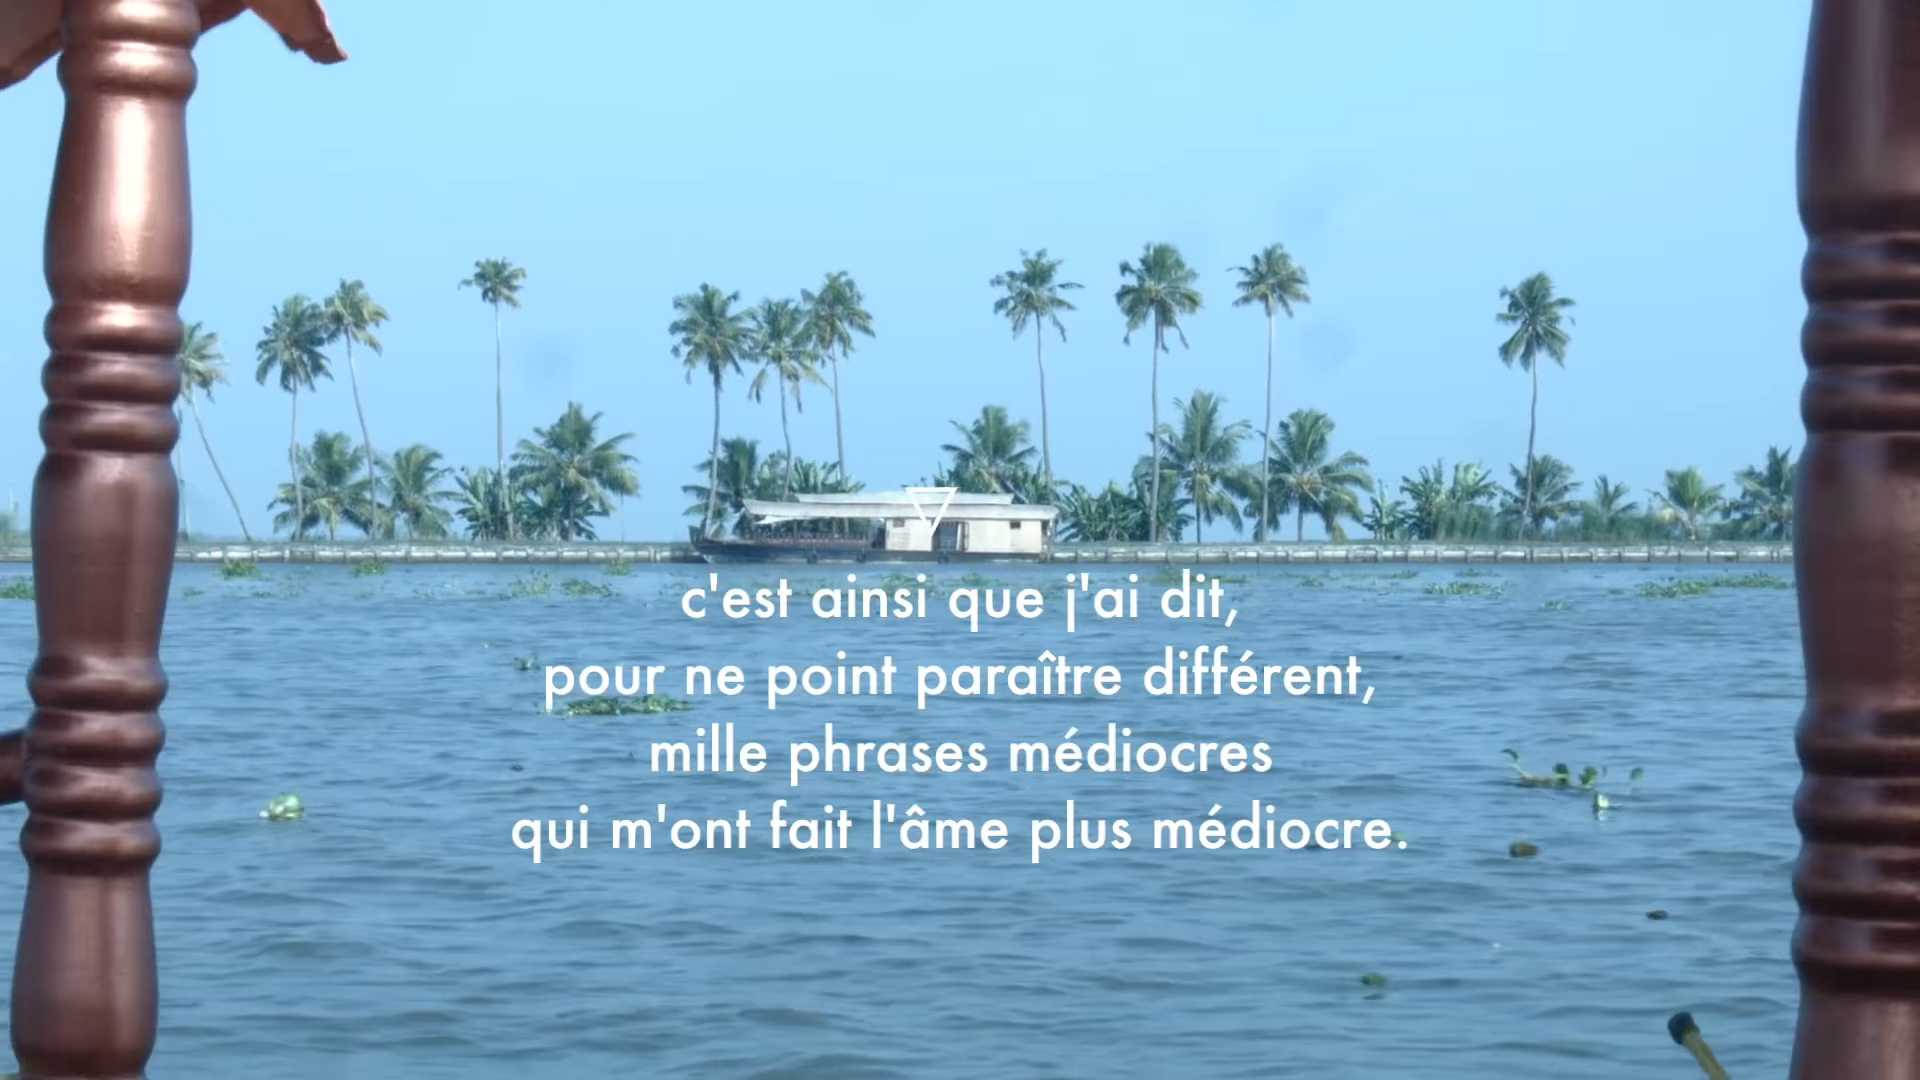 c'est ainsi que j'ai dit,
pour ne point paraître différent,
mille phrases médiocres
qui m'ont fait l'âme plus médiocre.